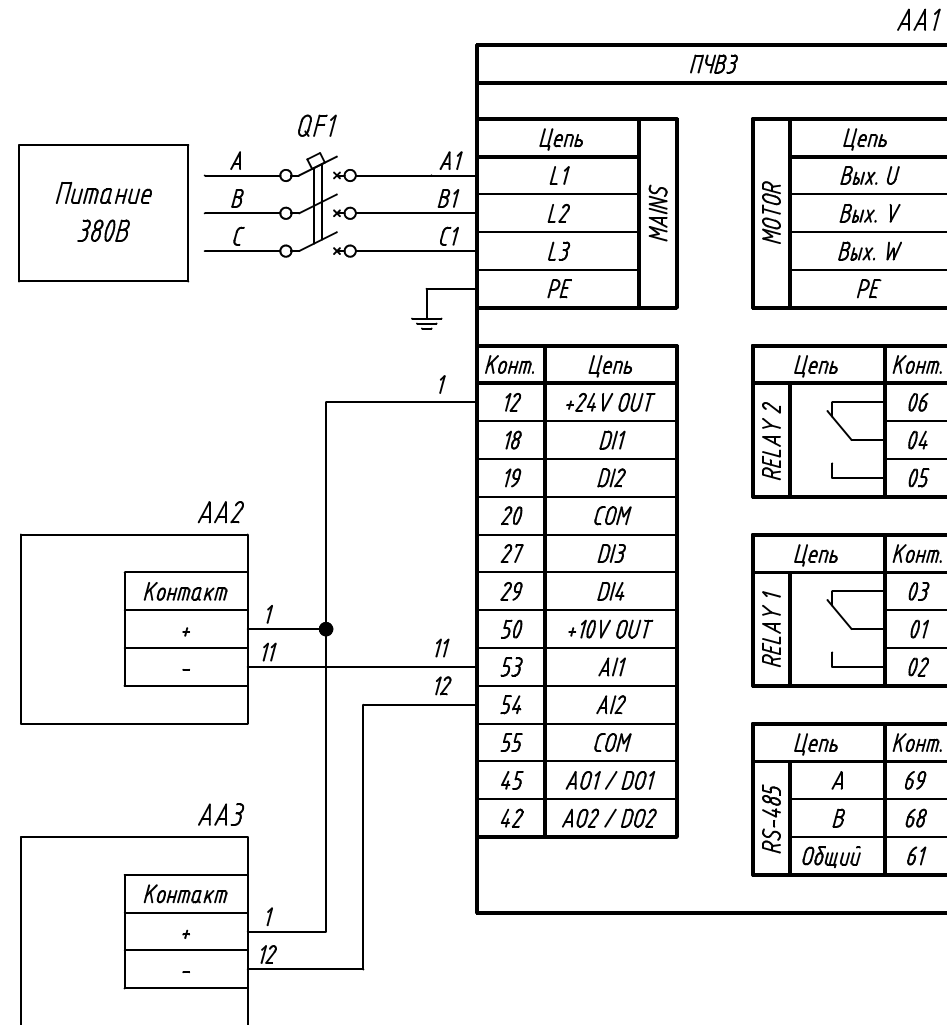 АА1
ПЧВ3
QF1
Питание
380В
A A1
B B1
C C1
Цепь
L1
L2
L3
PE
MAINS
MOTOR
Цепь
Вых. U
Вых. V
Вых. W
PE
Конт. Цепь
1
12 +24V OUT
18 DI1
19 DI2
20 COM
27 DI3
29 DI4
50 +10V OUT
11 53 AI1
12 54 AI2
55 COM
45 AO1 / DO1
42 AO2 / DO2
Цепь Конт.
RELAY 2
06
04
05
Цепь Конт.
RELAY 1
03
01
02
Цепь Конт.
RS-485
A 69
B 68
Общий 61
АА2
Контакт
+ 1
- 11
АА3
Контакт
+ 1
- 12